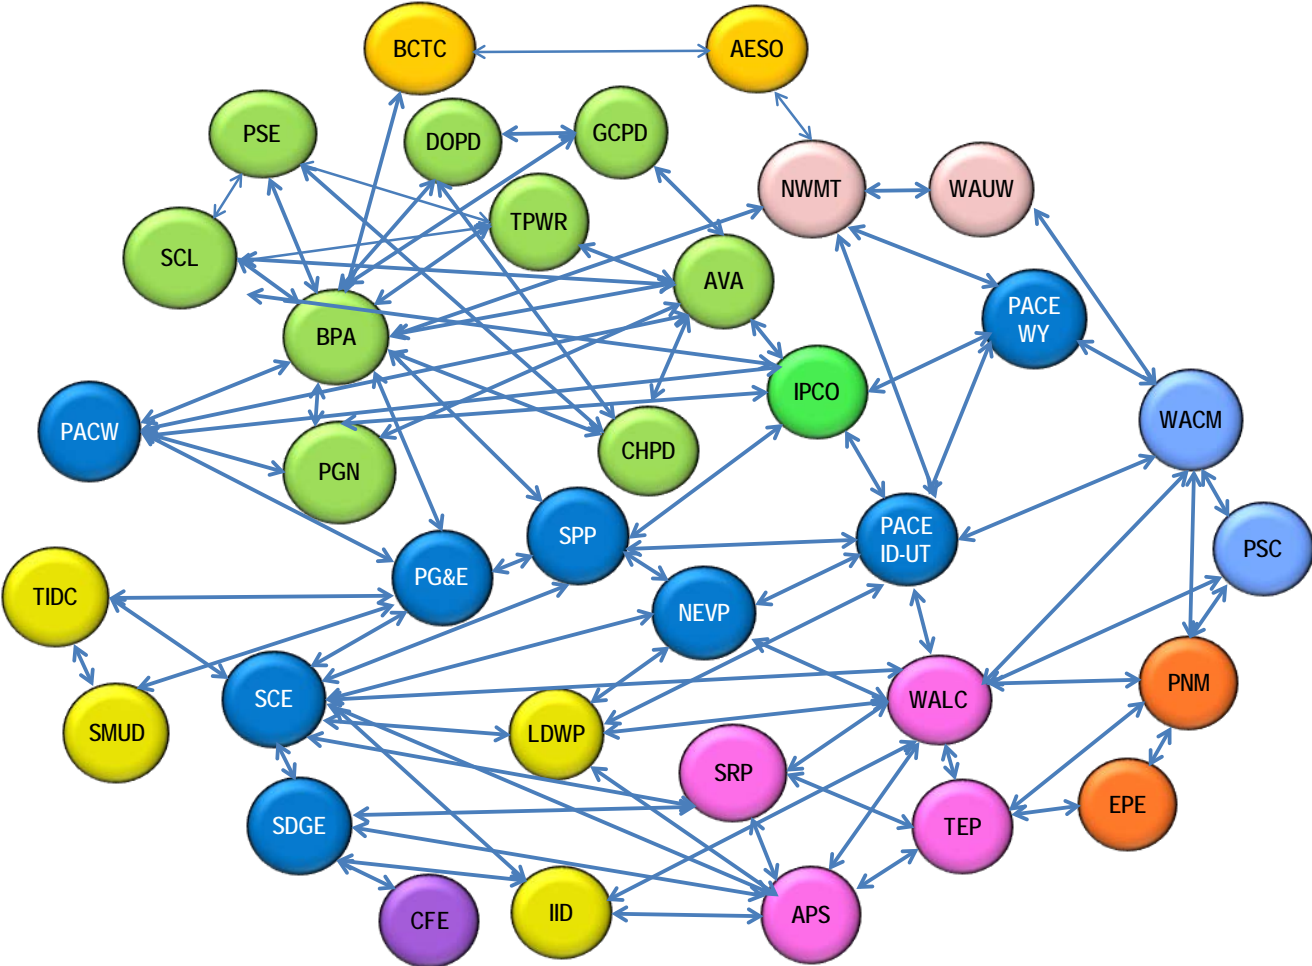 BCTC
AESO
PSE
DOPD
GCPD
NWMT
WAUW
TPWR
SCL
AVA
PACE
WY
BPA
IPCO
WACM
PACW
CHPD
PGN
SPP
PACE
ID-UT
PSC
PG&E
TIDC
NEVP
SCE
WALC
PNM
SMUD
LDWP
SRP
SDGE
TEP
EPE
CFE
IID
APS